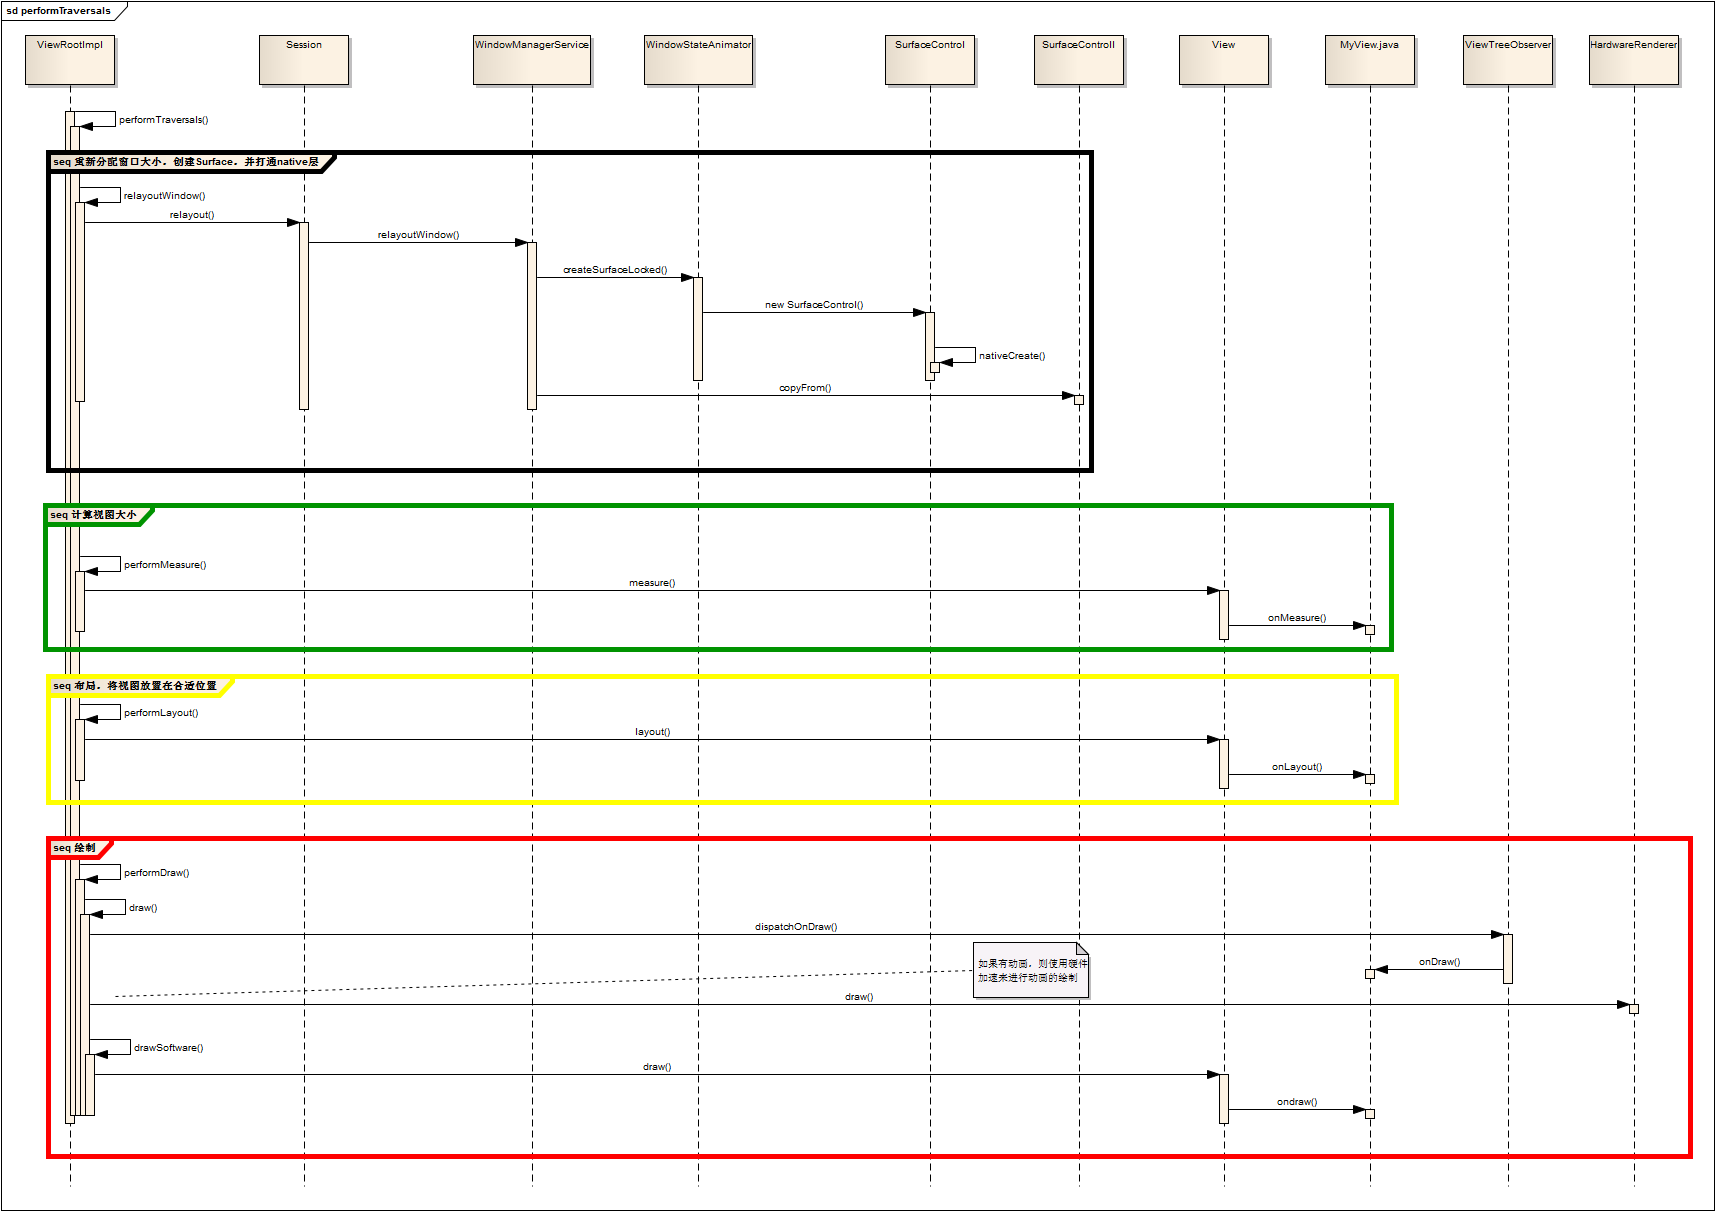 sd performTraversals
ViewRootImpl
Session
WindowManagerService
WindowStateAnimator
SurfaceControl
SurfaceControll
View
MyView.java
ViewTreeObserver
HardwareRenderer
performTraversals()
seq 重新分配窗口大小，创建Surface，并打通native层
relayoutWindow()
relayout()
relayoutWindow()
createSurfaceLocked()
new SurfaceControl()
nativeCreate()
copyFrom()
seq 计算视图大小
performMeasure()
measure()
onMeasure()
seq 布局，将视图放置在合适位置
performLayout()
layout()
onLayout()
seq 绘制
performDraw()
draw()
dispatchOnDraw()
onDraw()
如果有动画，则使用硬件
加速来进行动画的绘制
draw()
drawSoftware()
draw()
ondraw()